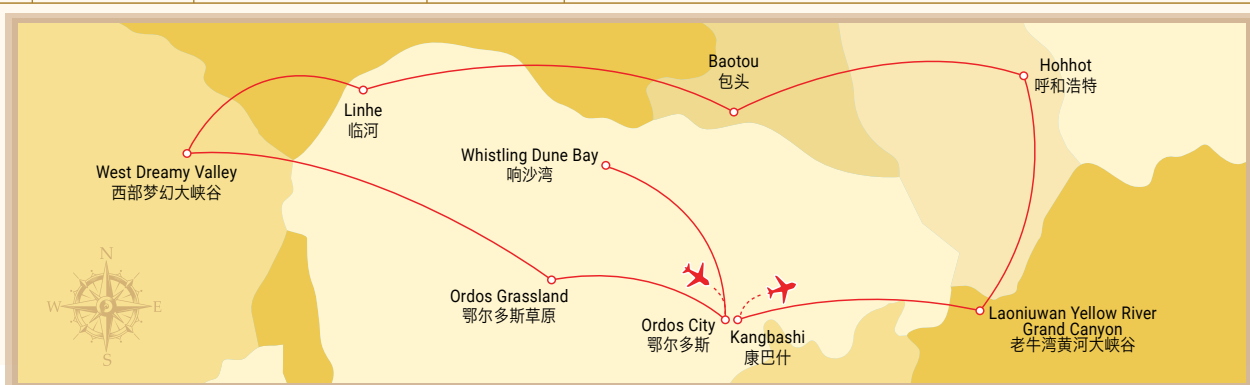 Baotou
包头
Hohhot
呼和浩特
Linhe
临河
Whistling Dune Bay
响沙湾
West Dreamy Valley
西部梦幻大峡谷
N
W
E
S
Ordos Grassland
鄂尔多斯草原
Ordos City
鄂尔多斯
Kangbashi
康巴什
Laoniuwan Yellow River
Grand Canyon
老牛湾黄河大峡谷